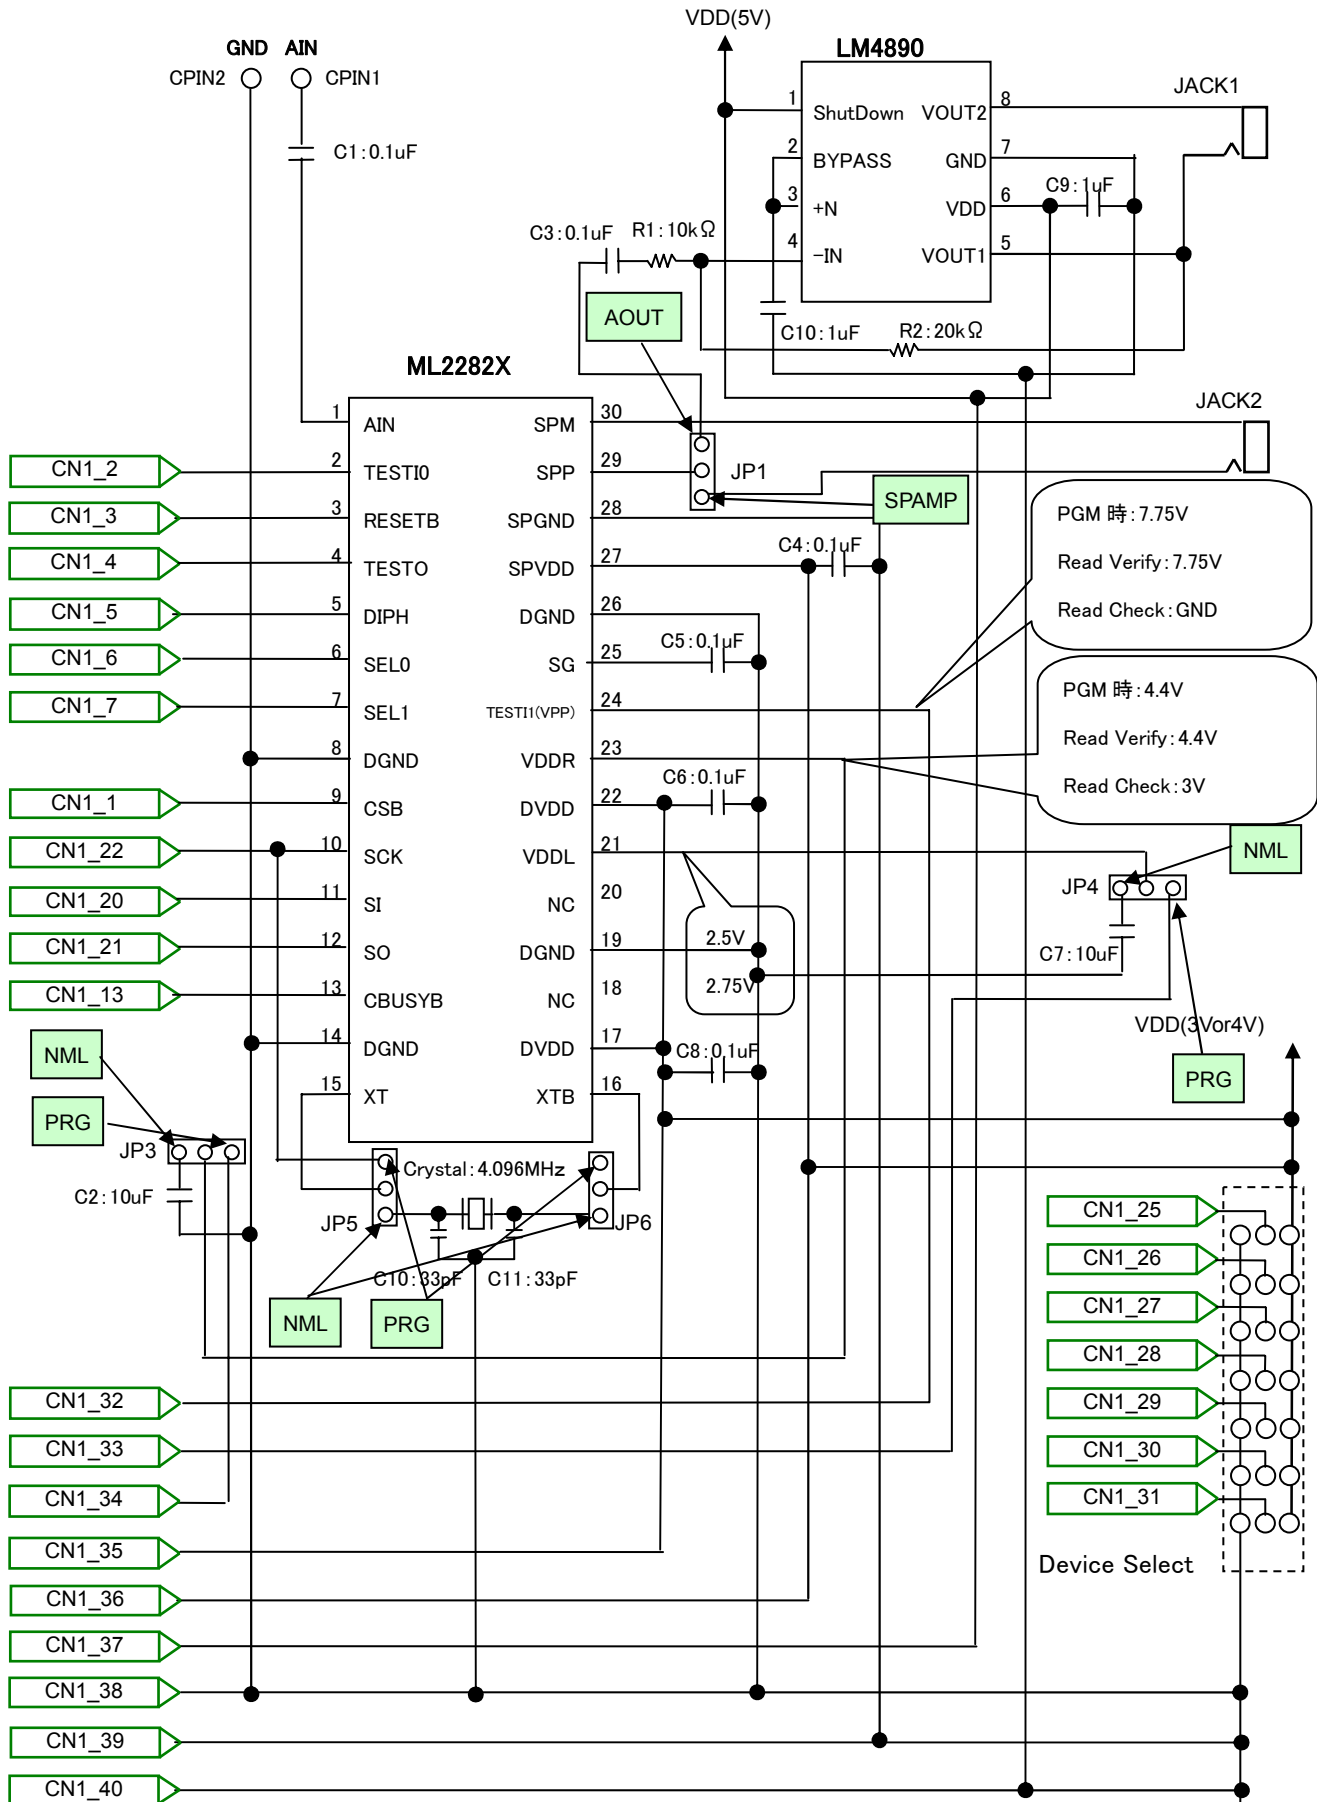 VDD(5V)
GND AIN
CPIN2
CPIN1
C1:0.1uF
LM4890
1 ShutDown VOUT2 8
2 BYPASS GND 7
3 +N VDD 6
4 -IN VOUT1 5
JACK1
C9:1uF
C3:0.1uF R1:10kΩ
C10:1uF
R2:20kΩ
AOUT
ML2282X
JACK2
1 AIN SPM 30
CN1_2 2 TESTI0 SPP 29
JP1
CN1_3 3 RESETB SPGND 28
SPAMP
CN1_4 4 TESTO SPVDD 27
C4:0.1uF
CN1_5 5 DIPH DGND 26
CN1_6 6 SEL0 SG 25
C5:0.1uF
CN1_7 7 SEL1 TESTI1(VPP) 24
8 DGND VDDR 23
CN1_1 9 CSB DVDD 22
C6:0.1uF
CN1_22 10 SCK VDDL 21
CN1_20 11 SI NC 20
CN1_21 12 SO DGND 19
CN1_13 13 CBUSYB NC 18
14 DGND DVDD 17
15 XT XTB 16
PGM 時:7.75V
Read Verify:7.75V
Read Check:GND
PGM 時:4.4V
Read Verify:4.4V
Read Check:3V
NML
JP4
C7:10uF
2.5V
2.75V
C8:0.1uF
VDD(3Vor4V)
PRG
NML
PRG
JP3
C2:10uF
Crystal:4.096MHz
JP5
JP6
C10:33pF C11:33pF
NML
PRG
CN1_25
CN1_26
CN1_27
CN1_28
CN1_29
CN1_30
CN1_31
Device Select
CN1_32
CN1_33
CN1_34
CN1_35
CN1_36
CN1_37
CN1_38
CN1_39
CN1_40